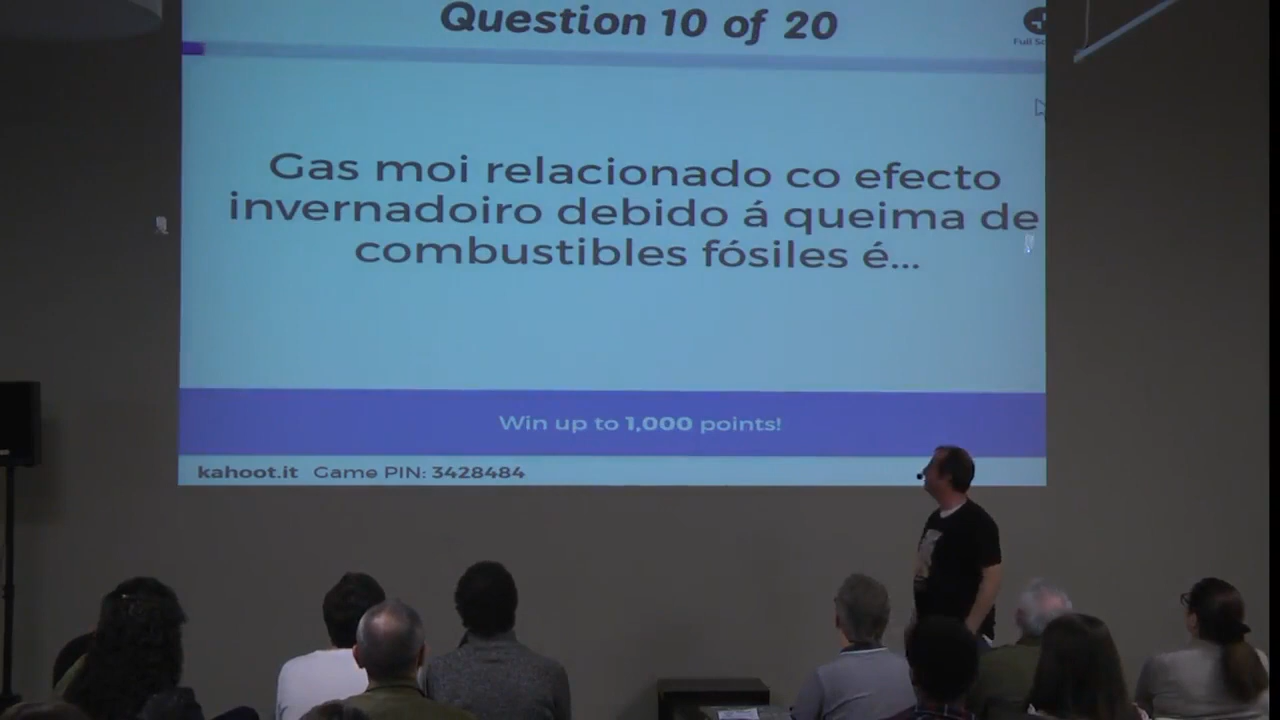 Question 10 of 20
Full
Gas moi relacionado co efecto
invernadoiro debido á queima de
combustibles fósiles é...
Win up to 1,000 points!
kahoot.it Game PIN: 3428484